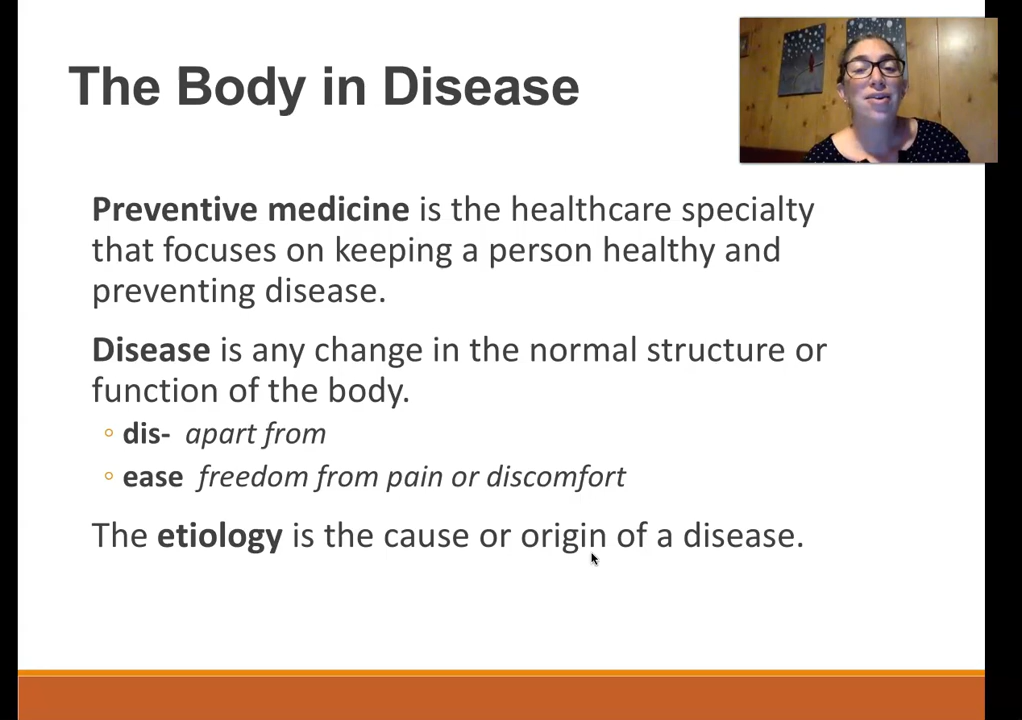 The Body in Disease
Preventive medicine is the healthcare specialty
that focuses on keeping a person healthy and
preventing disease.
Disease is any change in the normal structure or
function of the body.
◦ dis- apart from
◦ ease freedom from pain or discomfort
The etiology is the cause or origin of a disease.